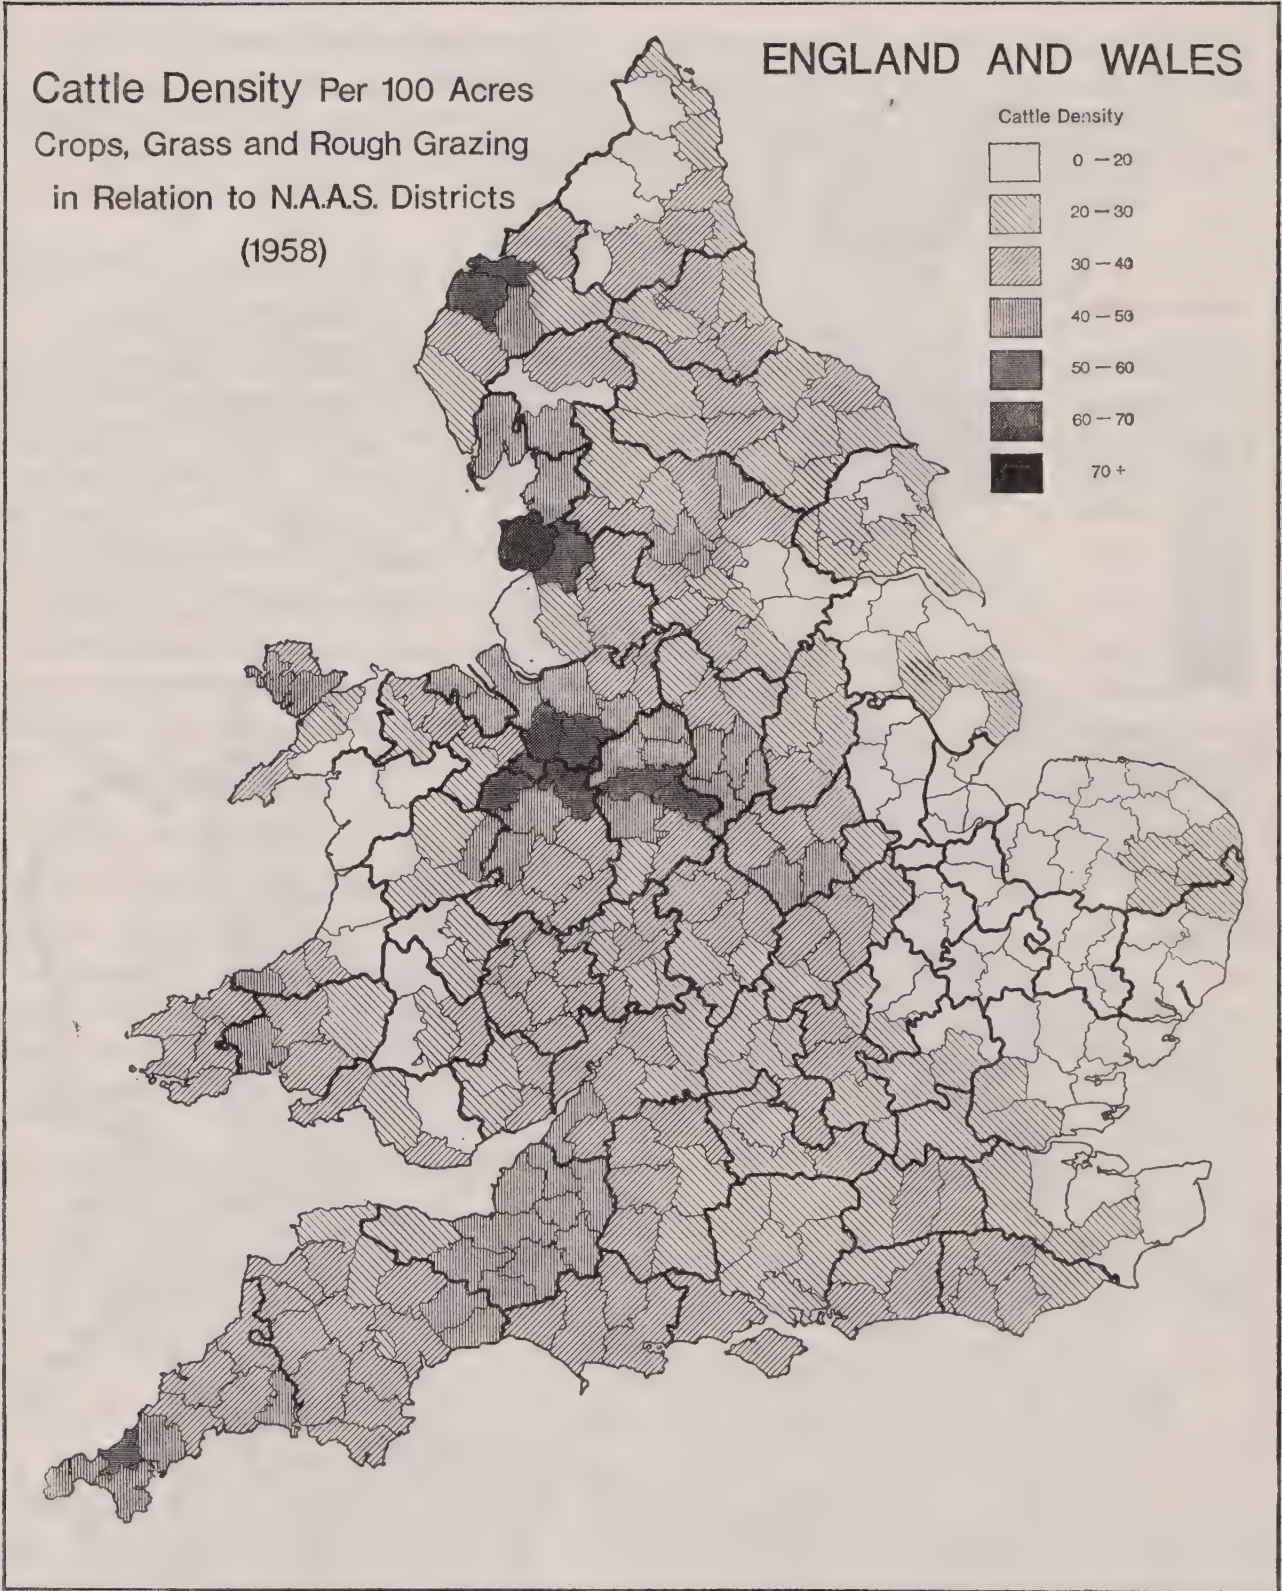 Cattle Density Per 100 Acres
Crops, Grass and Rough Grazing
in Relation to N.A.A.S. Districts
(1958)
ENGLAND AND WALES
Cattle Density
0 — 20
20 — 30
30 — 40
40 — 50
50 — 60
60 — 70
70 +